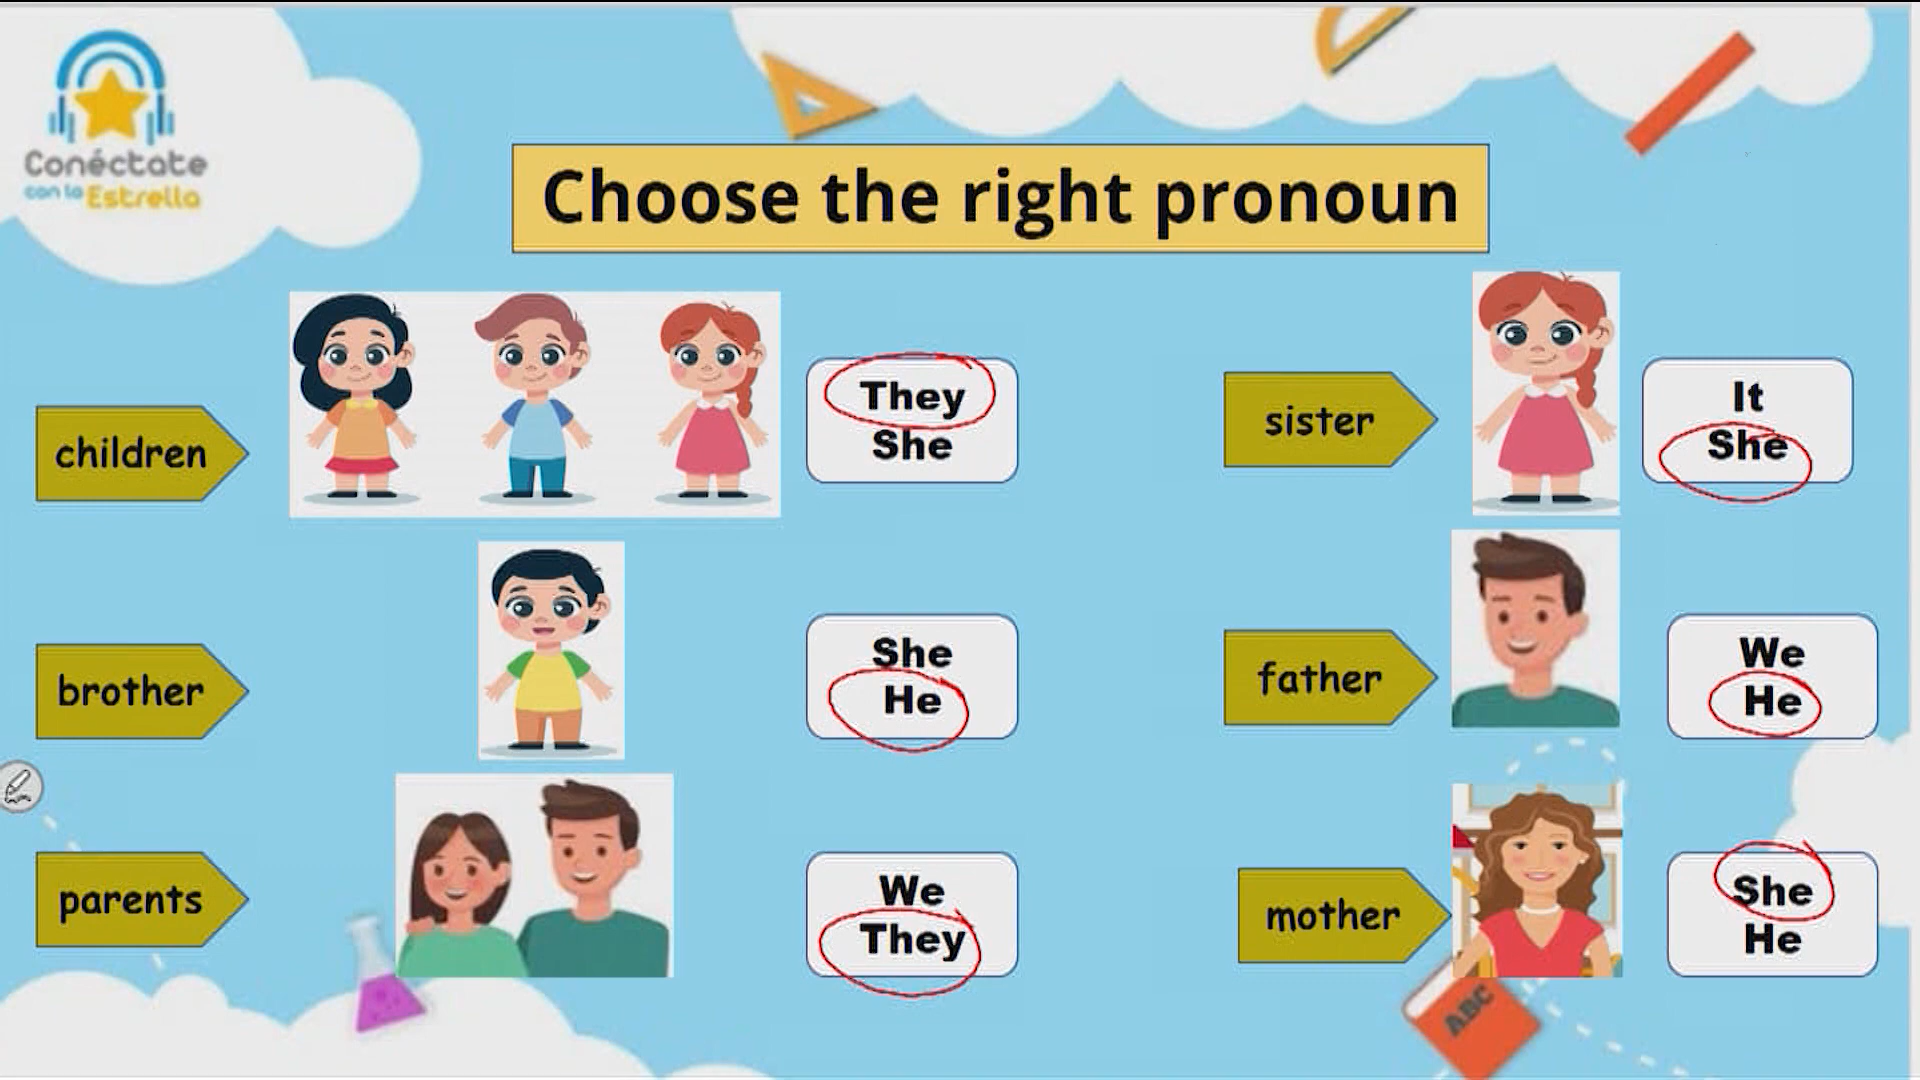 Conéctate
con la Estrella
Choose the right pronoun
children
They
She
sister
It
She
brother
She
He
father
We
He
parents
We
They
mother
She
He
ABC